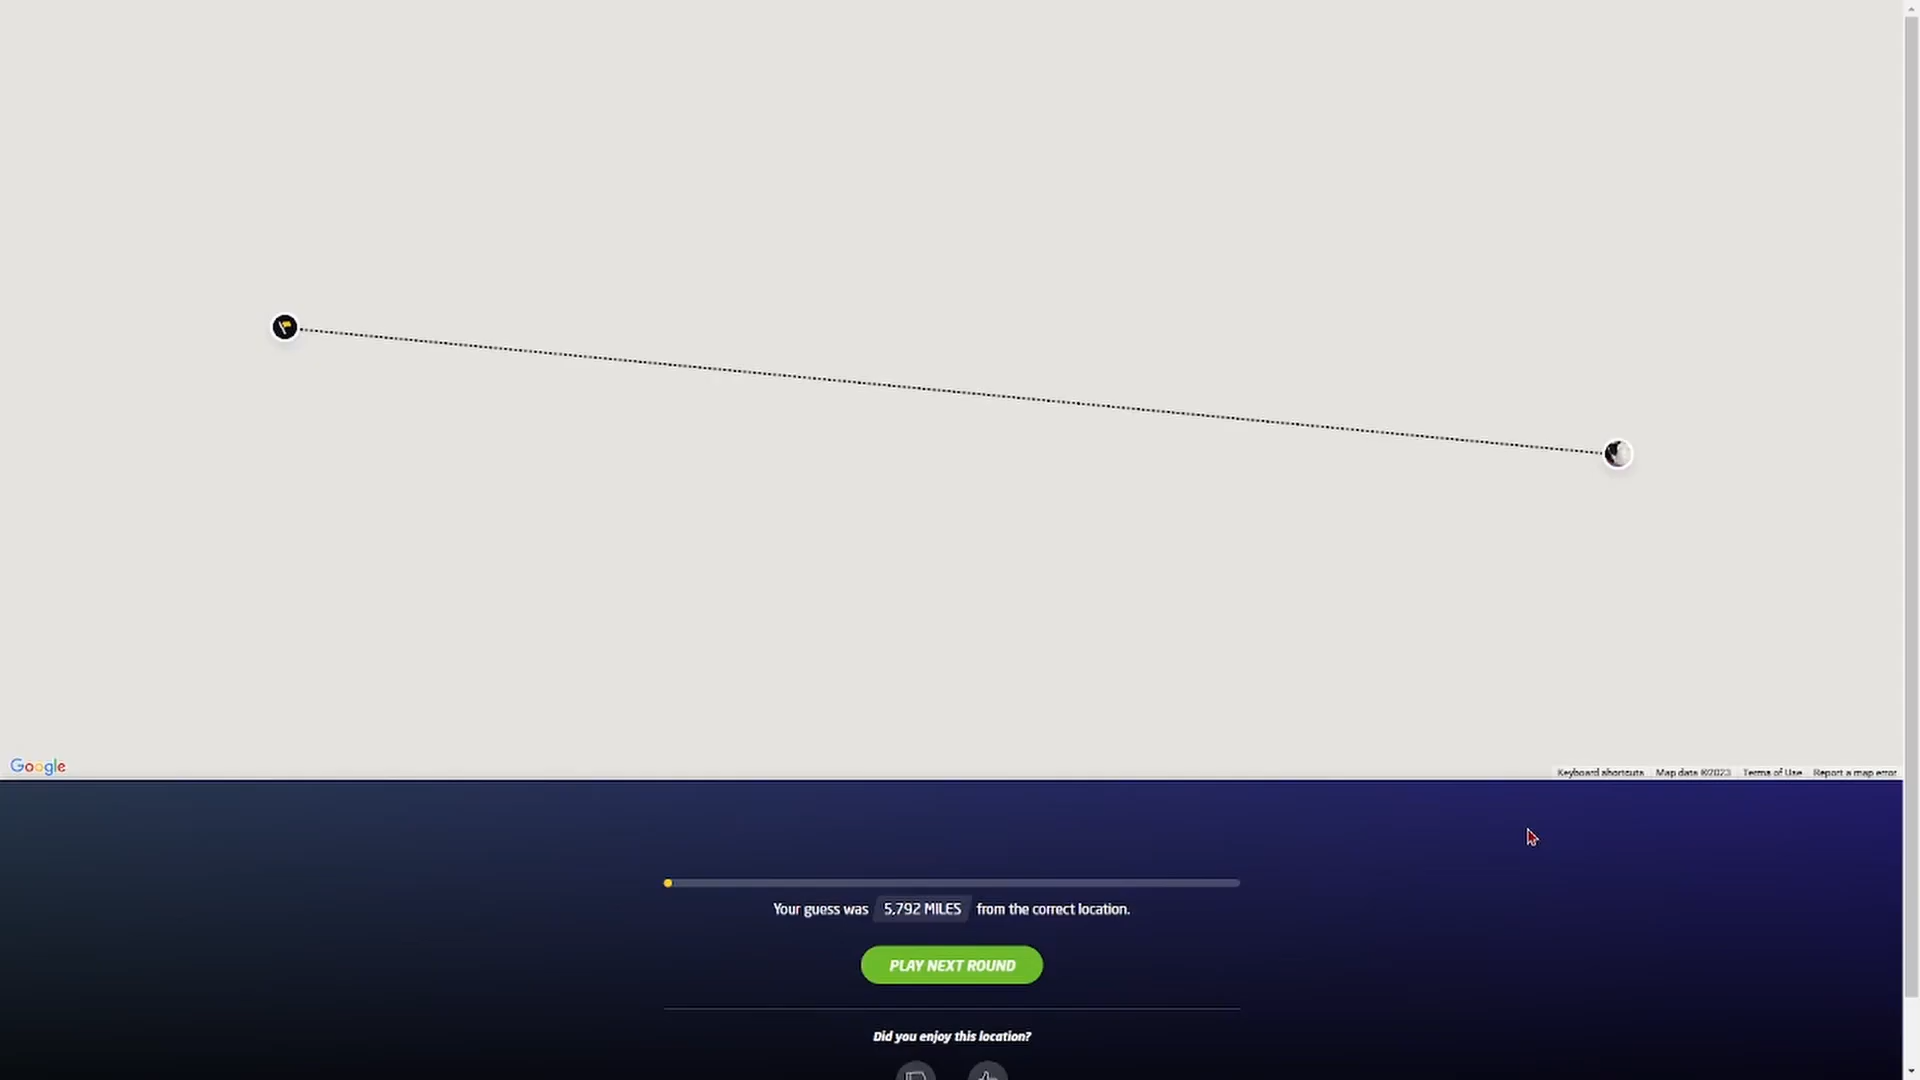 Google
Keyboard shortcuts Map data ©2023 Terms of Use Report a map error
Your guess was 5,792 MILES from the correct location.
PLAY NEXT ROUND
Did you enjoy this location?